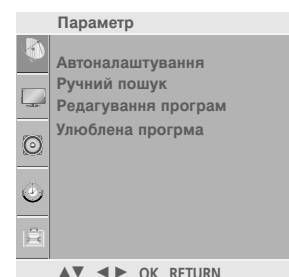 Параметр
Автоналаштування
Ручний пошук
Редагування програм
Улюблена прогрма
▲▼ ◀ ▶ OK RETURN